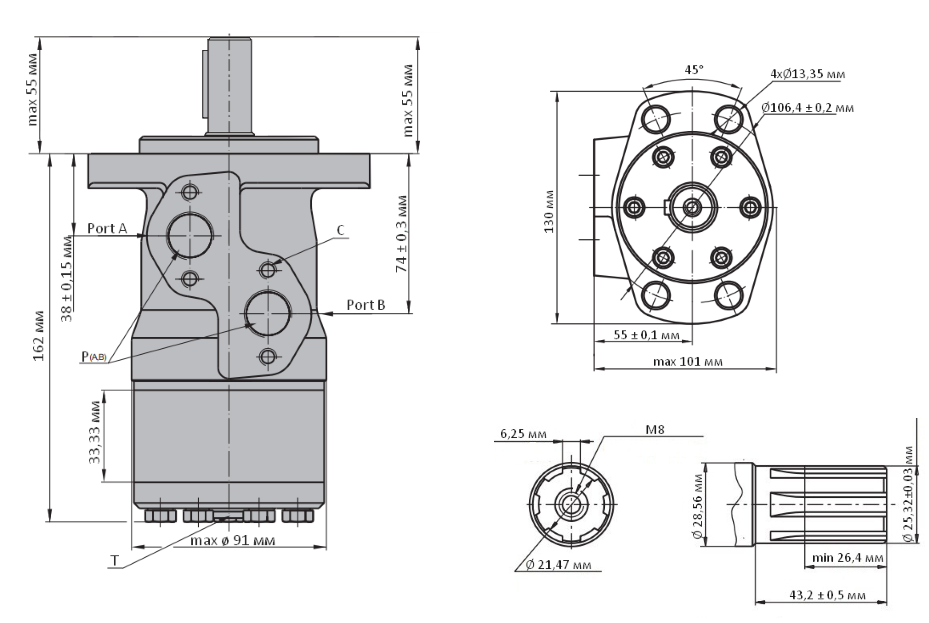 max 55 мм
max 55 мм
Port A
C
38 ± 0,15 мм
74 ± 0,3 мм
Port B
162 мм
P(A,B)
33,33 мм
max ø 91 мм
T
45°
4xØ13,35 мм
Ø106,4 ± 0,2 мм
130 мм
55 ± 0,1 мм
max 101 мм
6,25 мм
M8
Ø 21,47 мм
Ø 28,56 мм
Ø 25,32±0,03 мм
min 26,4 мм
43,2 ± 0,5 мм